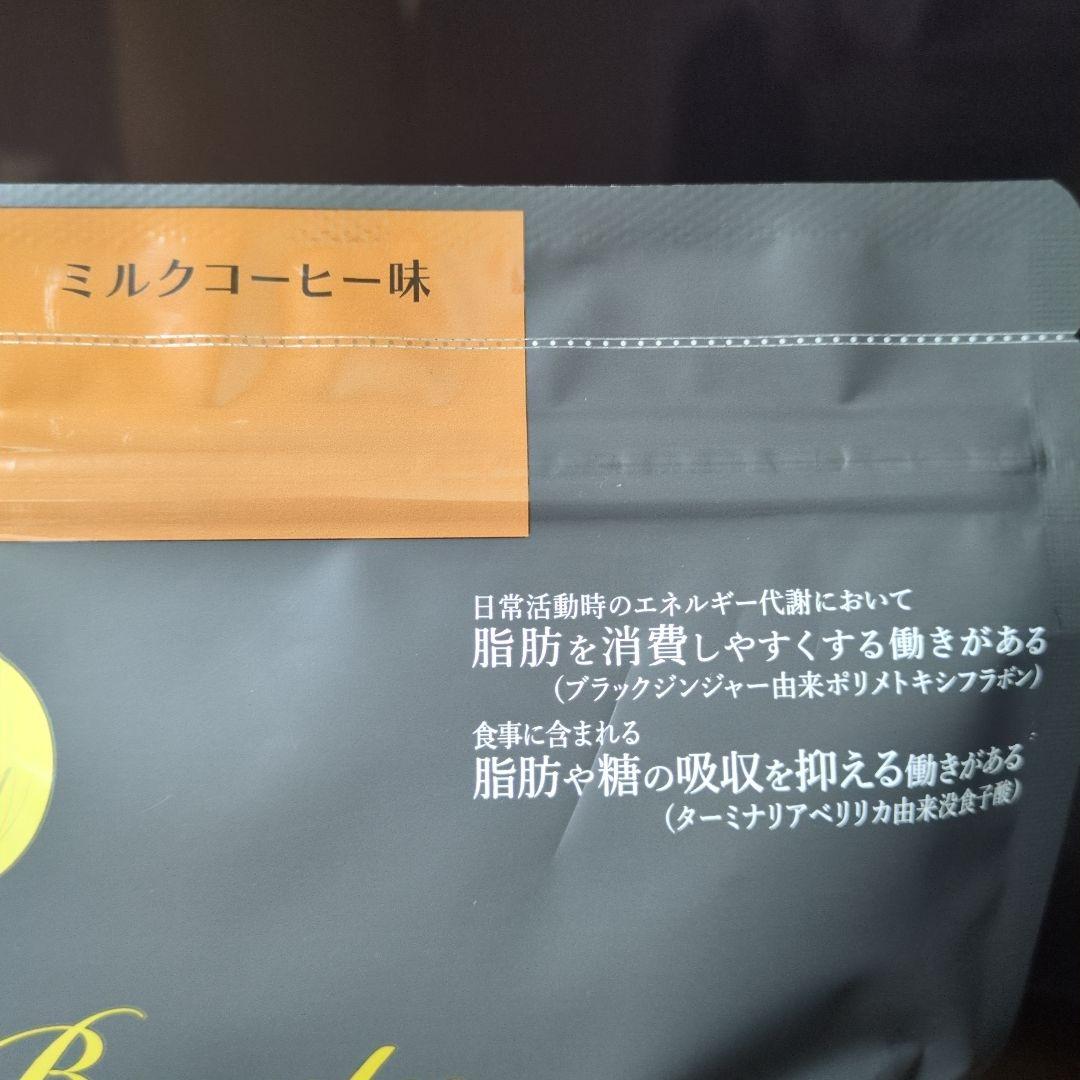 ミルクコーヒー味
日常活動時のエネルギー代謝において
脂肪を消費しやすくする働きがある
(ブラックジンジャー由来ポリメトキシフラボン)
食事に含まれる
脂肪や糖の吸収を抑える働きがある
(ターミナリアベリリカ由来没食子酸)